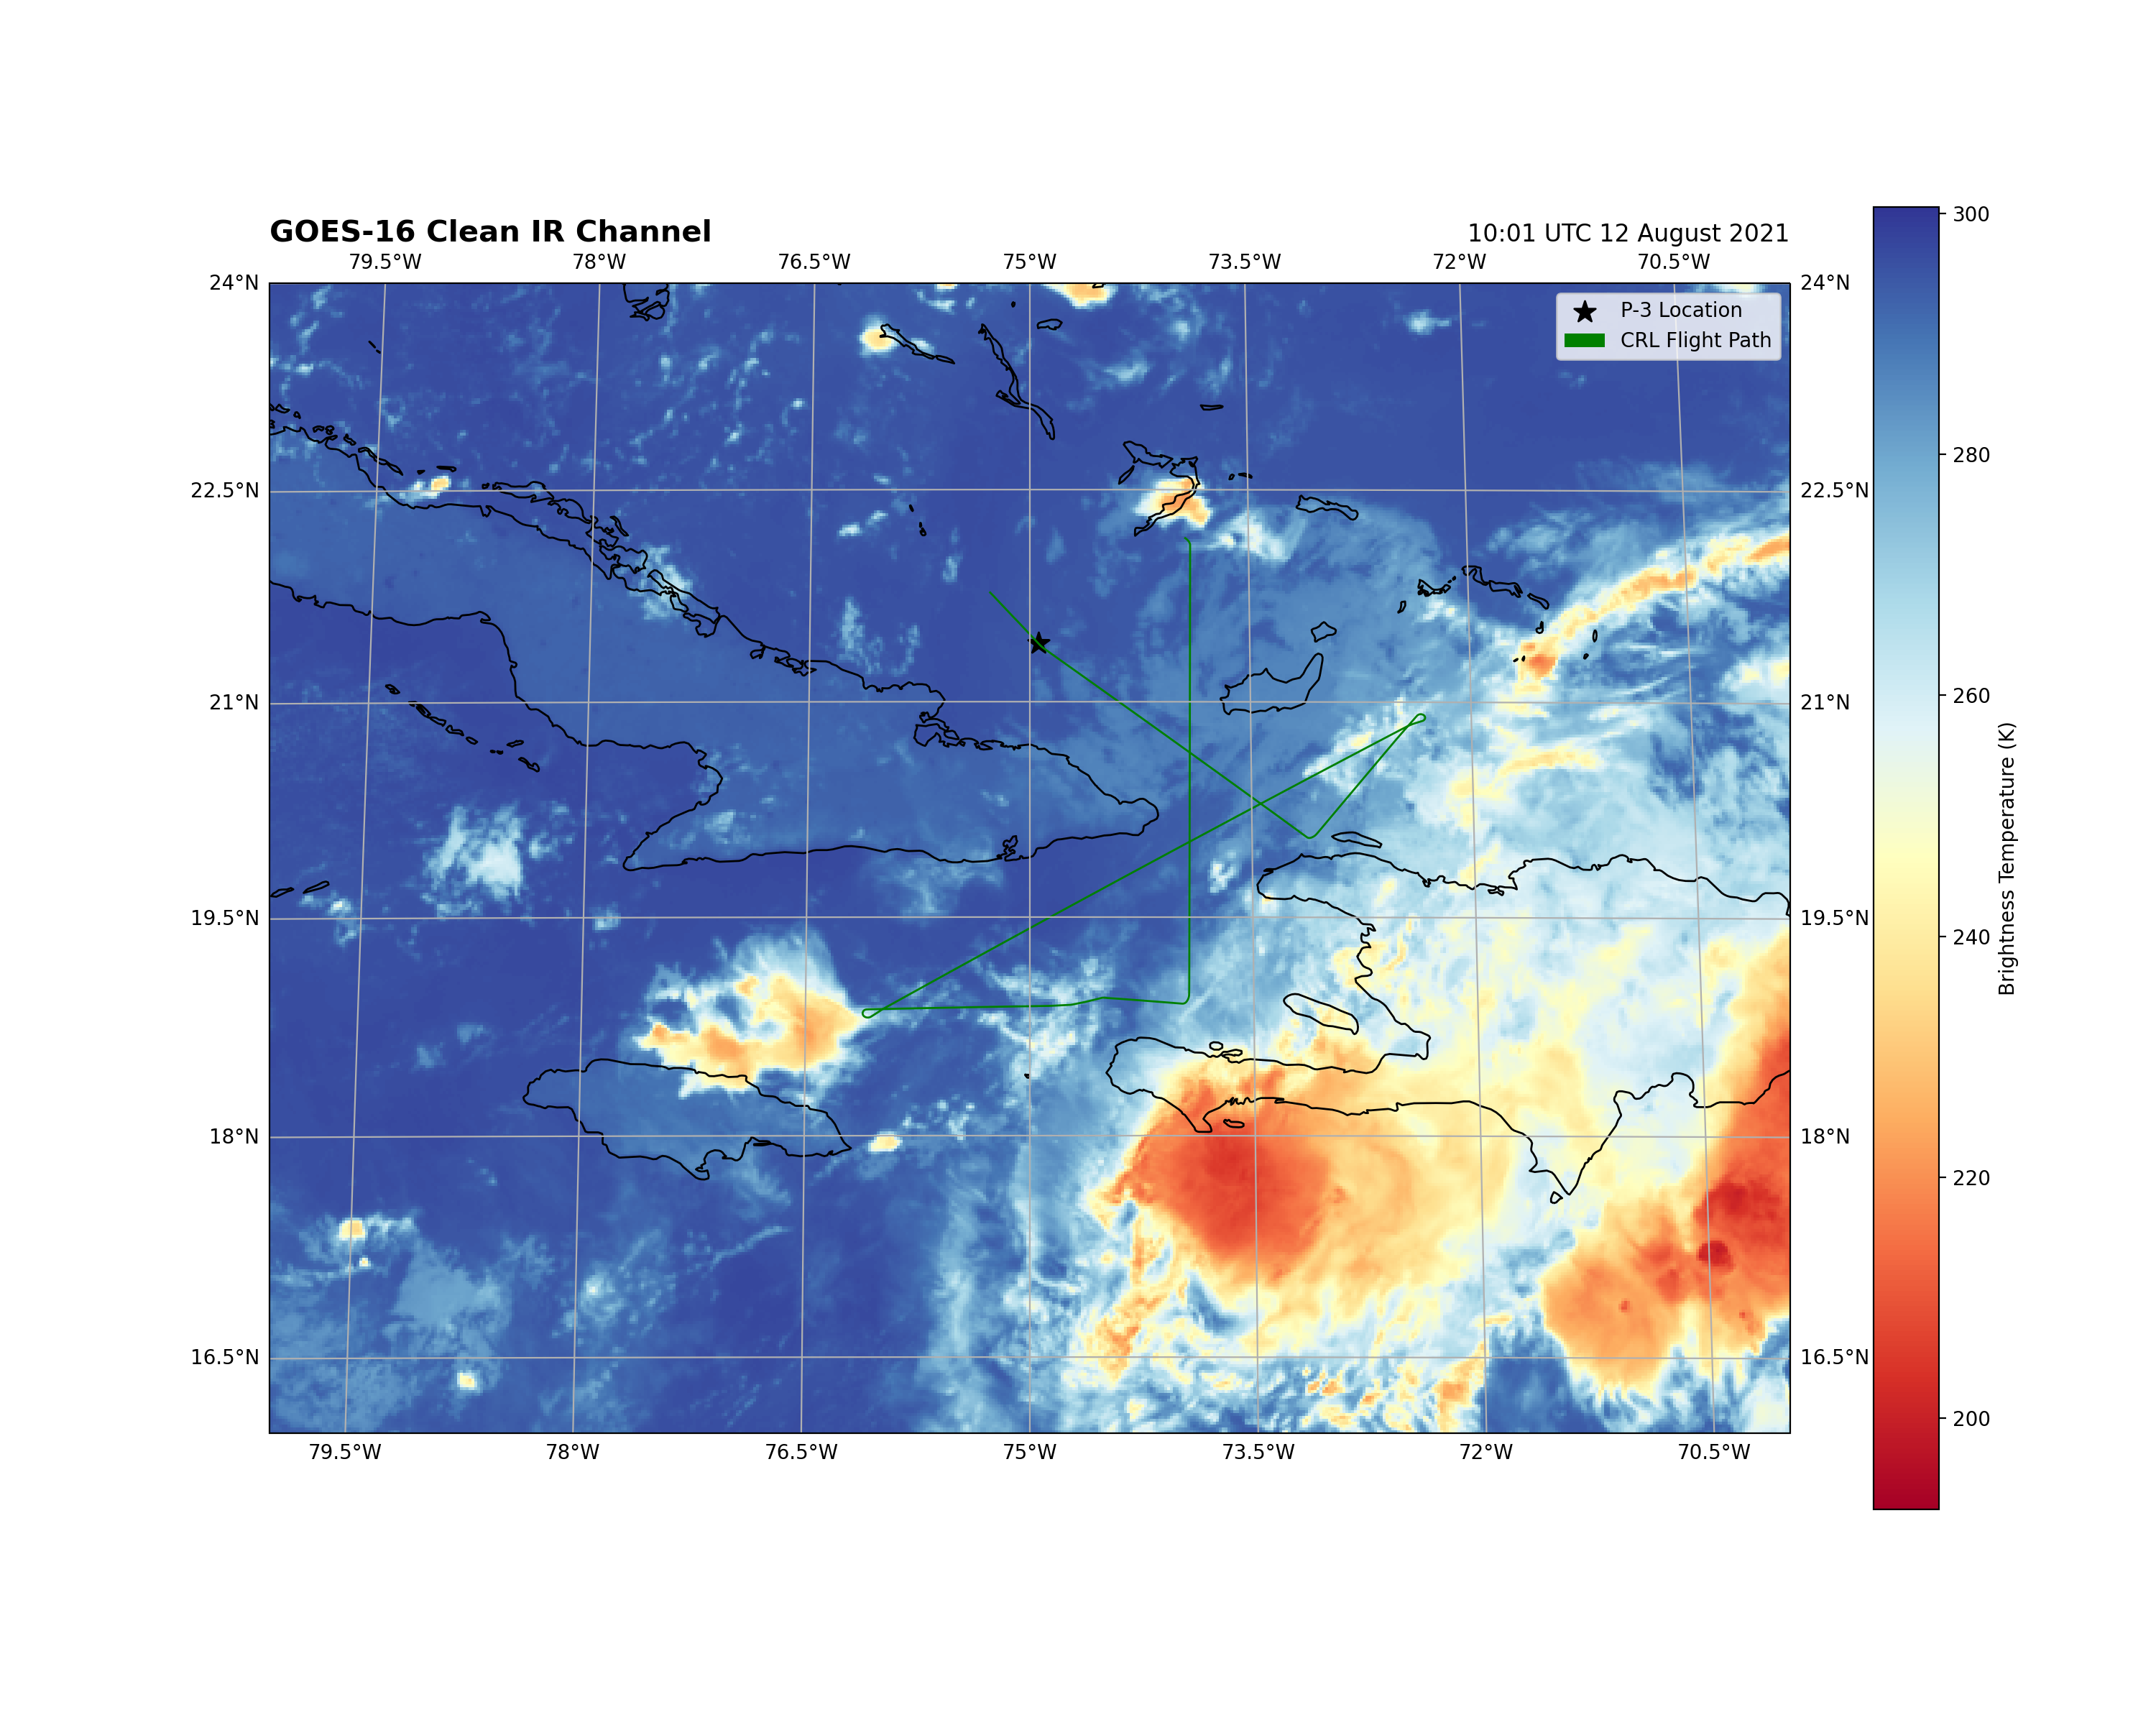 GOES-16 Clean IR Channel
10:01 UTC 12 August 2021
79.5°W 78°W 76.5°W 75°W 73.5°W 72°W 70.5°W
24°N 24°N
P-3 Location
CRL Flight Path
22.5°N 22.5°N
21°N 21°N
19.5°N 19.5°N
18°N 18°N
16.5°N 16.5°N
79.5°W 78°W 76.5°W 75°W 73.5°W 72°W 70.5°W
300
280
260
240
220
200
Brightness Temperature (K)